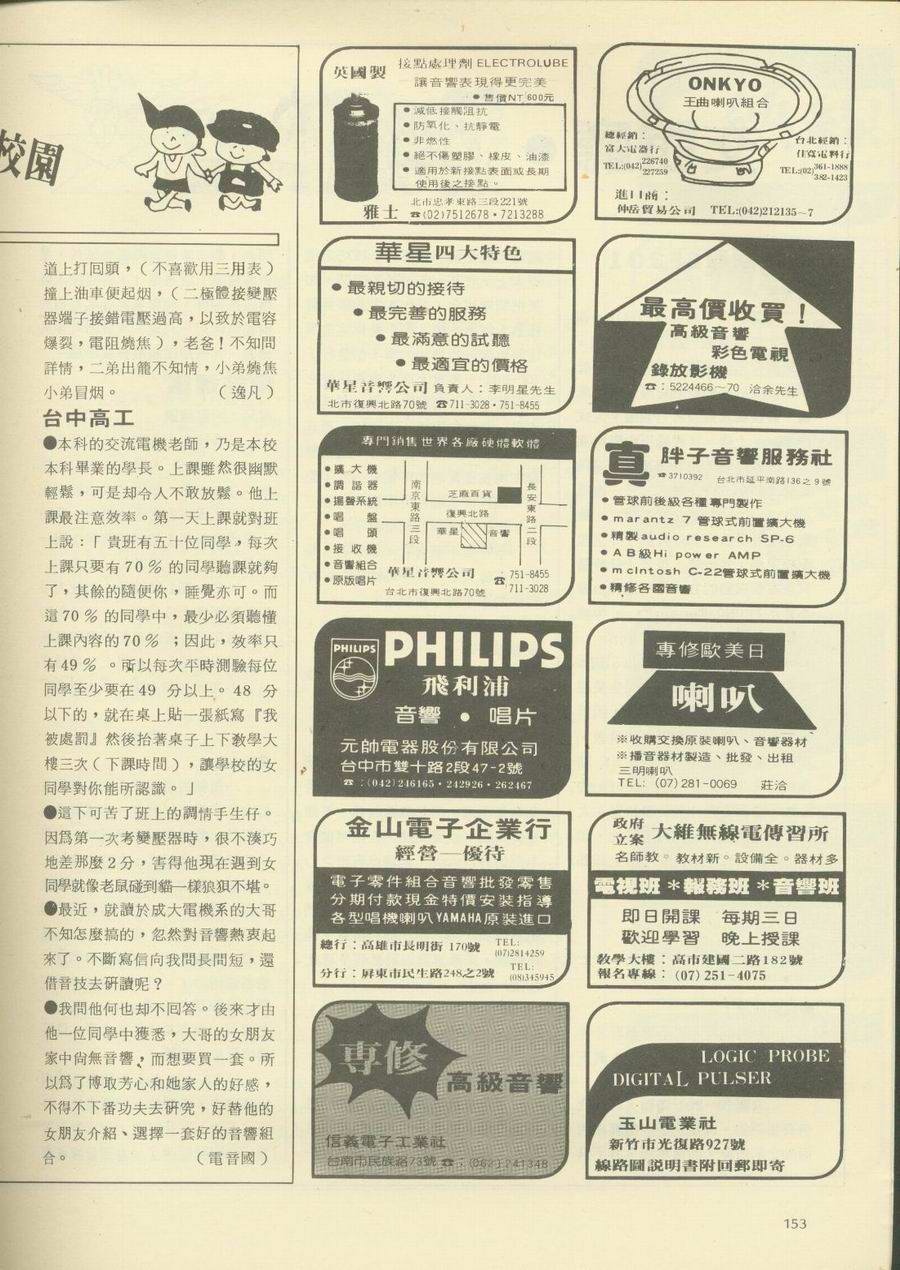 校園
道上打回頭,(不喜歡用三用表)
撞上油車便起烟,(二極體接變壓
器端子接錯電壓過高,以致於電容
爆裂,電阻燒焦),老爸!不知問
詳情,二弟出籠不知情,小弟燒焦
小弟冒烟。 (逸凡)
台中高工
●本科的交流電機老師,乃是本校
本科畢業的學長。上課雖然很幽默
輕鬆,可是却令人不敢放鬆。他上
課最注意效率。第一天上課就對班
上說:「貴班有五十位同學,每次
上課只要有70%的同學聽課就夠
了,其餘的隨便你,睡覺亦可。而
這70%的同學中,最少必須聽懂
上課內容的70%;因此,效率只
有49%。所以每次平時測驗每位
同學至少要在49分以上。48分
以下的,就在桌上貼一張紙寫『我
被處罰』然後抬著桌子上下教學大
樓三次(下課時間),讓學校的女
同學對你能所認識。」
●這下可苦了班上的調情手生仔。
因爲第一次考變壓器時,很不湊巧
地差那麼2分,害得他現在遇到女
同學就像老鼠碰到貓一樣狼狽不堪。
●最近,就讀於成大電機系的大哥
不知怎麼搞的,忽然對音響熱衷起
來了。不斷寫信向我問長問短,還
借音技去硏讀呢?
●我問他何也却不回答。後來才由
他一位同學中獲悉,大哥的女朋友
家中尙無音響,而想要買一套。所
以爲了博取芳心和她家人的好感,
不得不下番功夫去硏究,好替他的
女朋友介紹、選擇一套好的音響組
合。 (電音國)
英國製
接點處理劑 ELECTROLUBE
讓音響表現得更完美
●售價NT 600元
●減低接觸阻抗
●防氧化、抗靜電
●非燃性
●絕不傷塑膠、橡皮、油漆
●適用於新接點表面或長期
使用後之接點。
雅士 北市忠孝東路三段221號
☎(02)7512678・7213288
ONKYO
王曲喇叭組合
總經銷:
富大電器行
TEL:(042)226740
227259
台北經銷:
佳寬電料行
TEL:(02)361-1888
382-1423
進口商:
仲岳貿易公司 TEL:(042)212135~7
華星四大特色
●最親切的接待
●最完善的服務
●最滿意的試聽
●最適宜的價格
華星音響公司 負責人:李明星先生
北市復興北路70號 ☎711-3028・751-8455
最高價收買!
高級音響
彩色電視
錄放影機
☎:5224466~70 洽余先生
專門銷售世界各廠硬體軟體
●擴大機
●調諧器
●揚聲系統
●唱盤
●唱頭
●接收機
●音響組合
●原版唱片
南京東路三段
芝麻百貨
復興北路
長安東路二段
華星 音響
華星音響公司 ☎ 751-8455
711-3028
台北市復興北路70號
真 胖子音響服務社
☎3710392 台北市延平南路136之9號
●管球前後級各種專門製作
●marantz 7 管球式前置擴大機
●精製audio research SP-6
●AB級Hi power AMP
●mcIntosh C-22管球式前置擴大機
●精修各國音響
PHILIPS
PHILIPS
飛利浦
音響 ● 唱片
元帥電器股份有限公司
台中市雙十路2段47-2號
☎:(042)246165・242926・262467
專修歐美日
喇叭
※收購交換原裝喇叭、音響器材
※播音器材製造、批發、出租
三明喇叭
TEL: (07)281-0069 莊洽
金山電子企業行
經營一優待
電子零件組合音響批發零售
分期付款現金特價安裝指導
各型唱機喇叭YAMAHA原裝進口
總行:高雄市長明街170號 TEL:
(07)2814259
分行:屏東市民生路248之2號 TEL:
(08)345945
政府立案 大維無線電傳習所
名師教。教材新。設備全。器材多
電視班*報務班*音響班
即日開課 每期三日
歡迎學習 晚上授課
教學大樓:高市建國二路182號
報名專線:(07)251-4075
專修
高級音響
信義電子工業社
台南市民族路73號 ☎:(062)241348
LOGIC PROBE
DIGITAL PULSER
玉山電業社
新竹市光復路927號
線路圖說明書附回郵即寄
153